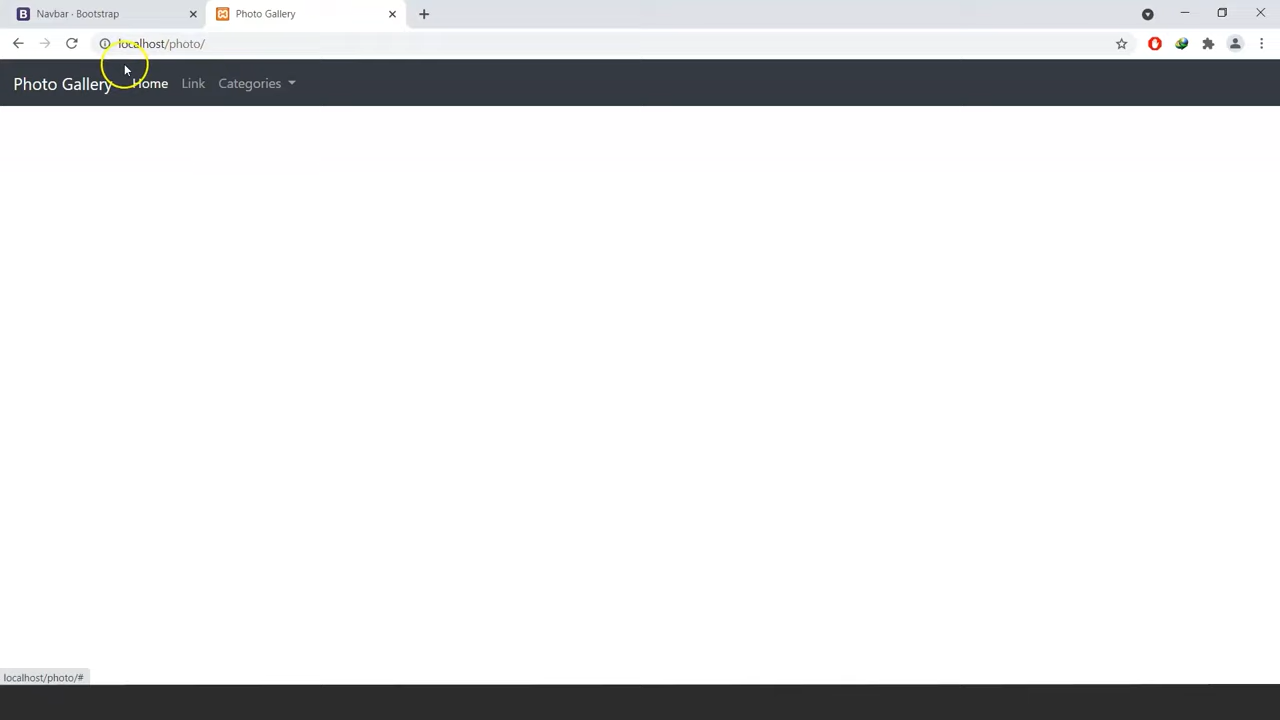 Navbar · Bootstrap
Photo Gallery
localhost/photo/
Photo Gallery Home Link Categories
localhost/photo/#